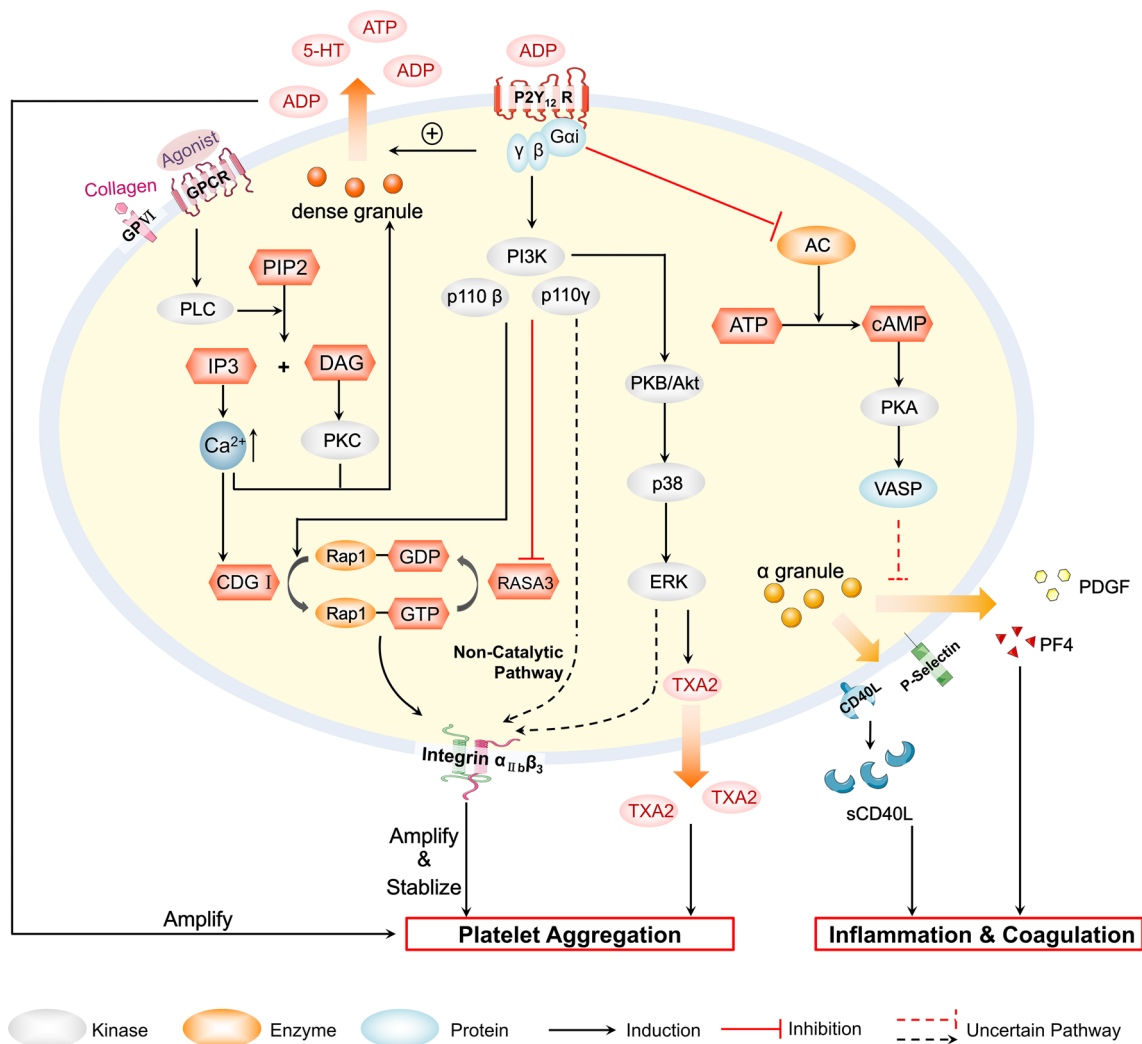 ATP
5-HT
ADP
ADP
ADP
P2Y₁₂ R
Gαi
γ
β
+
Agonist
GPCR
Collagen
GPVI
dense granule
AC
PI3K
PIP2
p110 β
p110γ
PLC
ATP
cAMP
IP3
+
DAG
PKB/Akt
PKA
Ca²⁺
PKC
p38
VASP
Rap1
GDP
CDG I
RASA3
ERK
α granule
PDGF
Rap1
GTP
Non-Catalytic
Pathway
PF4
P-Selectin
TXA2
CD40L
Integrin αⅡbβ₃
TXA2
TXA2
sCD40L
Amplify
&
Stablize
Amplify
Platelet Aggregation
Inflammation & Coagulation
Kinase
Enzyme
Protein
Induction
Inhibition
Uncertain Pathway